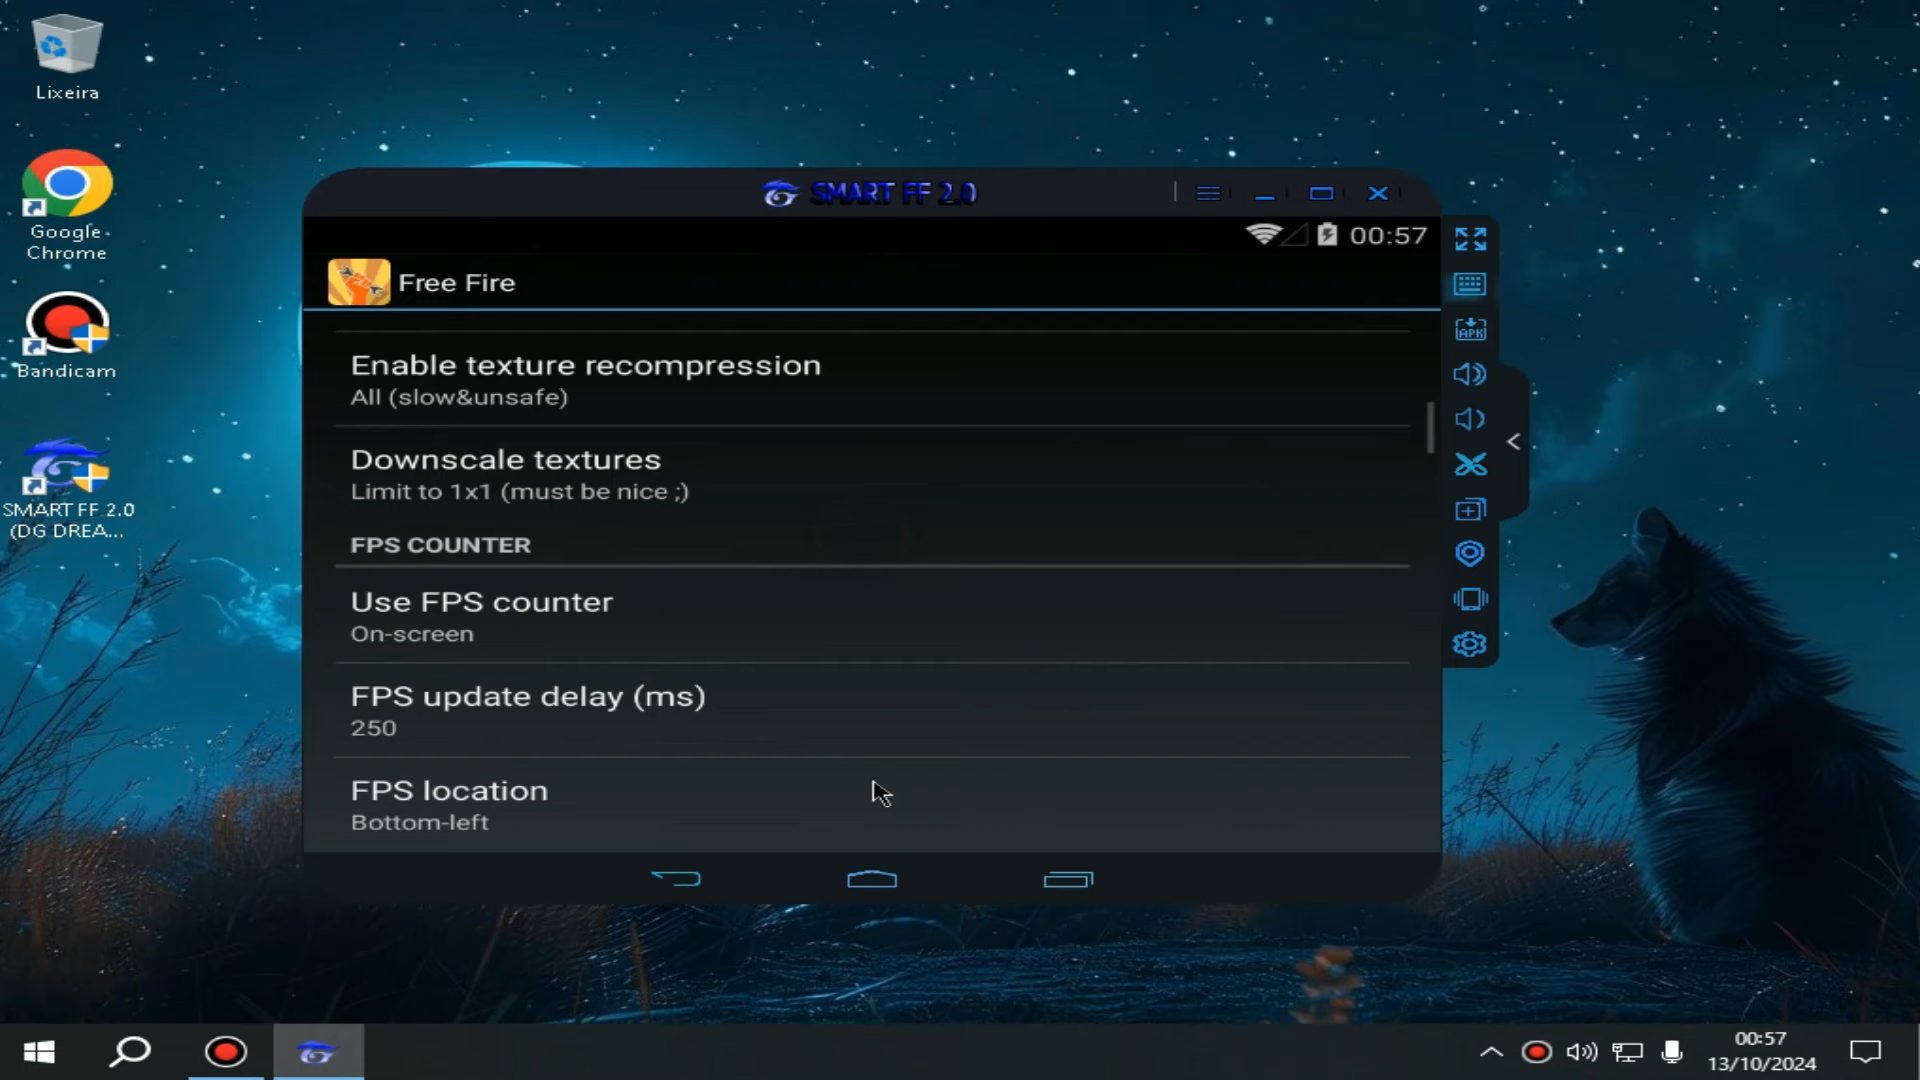 Lixeira
Google
Chrome
Bandicam
SMART FF 2.0
(DG DREA...
SMART FF 2.0
00:57
Free Fire
APK
Enable texture recompression
All (slow&unsafe)
Downscale textures
Limit to 1x1 (must be nice ;)
FPS COUNTER
Use FPS counter
On-screen
FPS update delay (ms)
250
FPS location
Bottom-left
00:57
13/10/2024